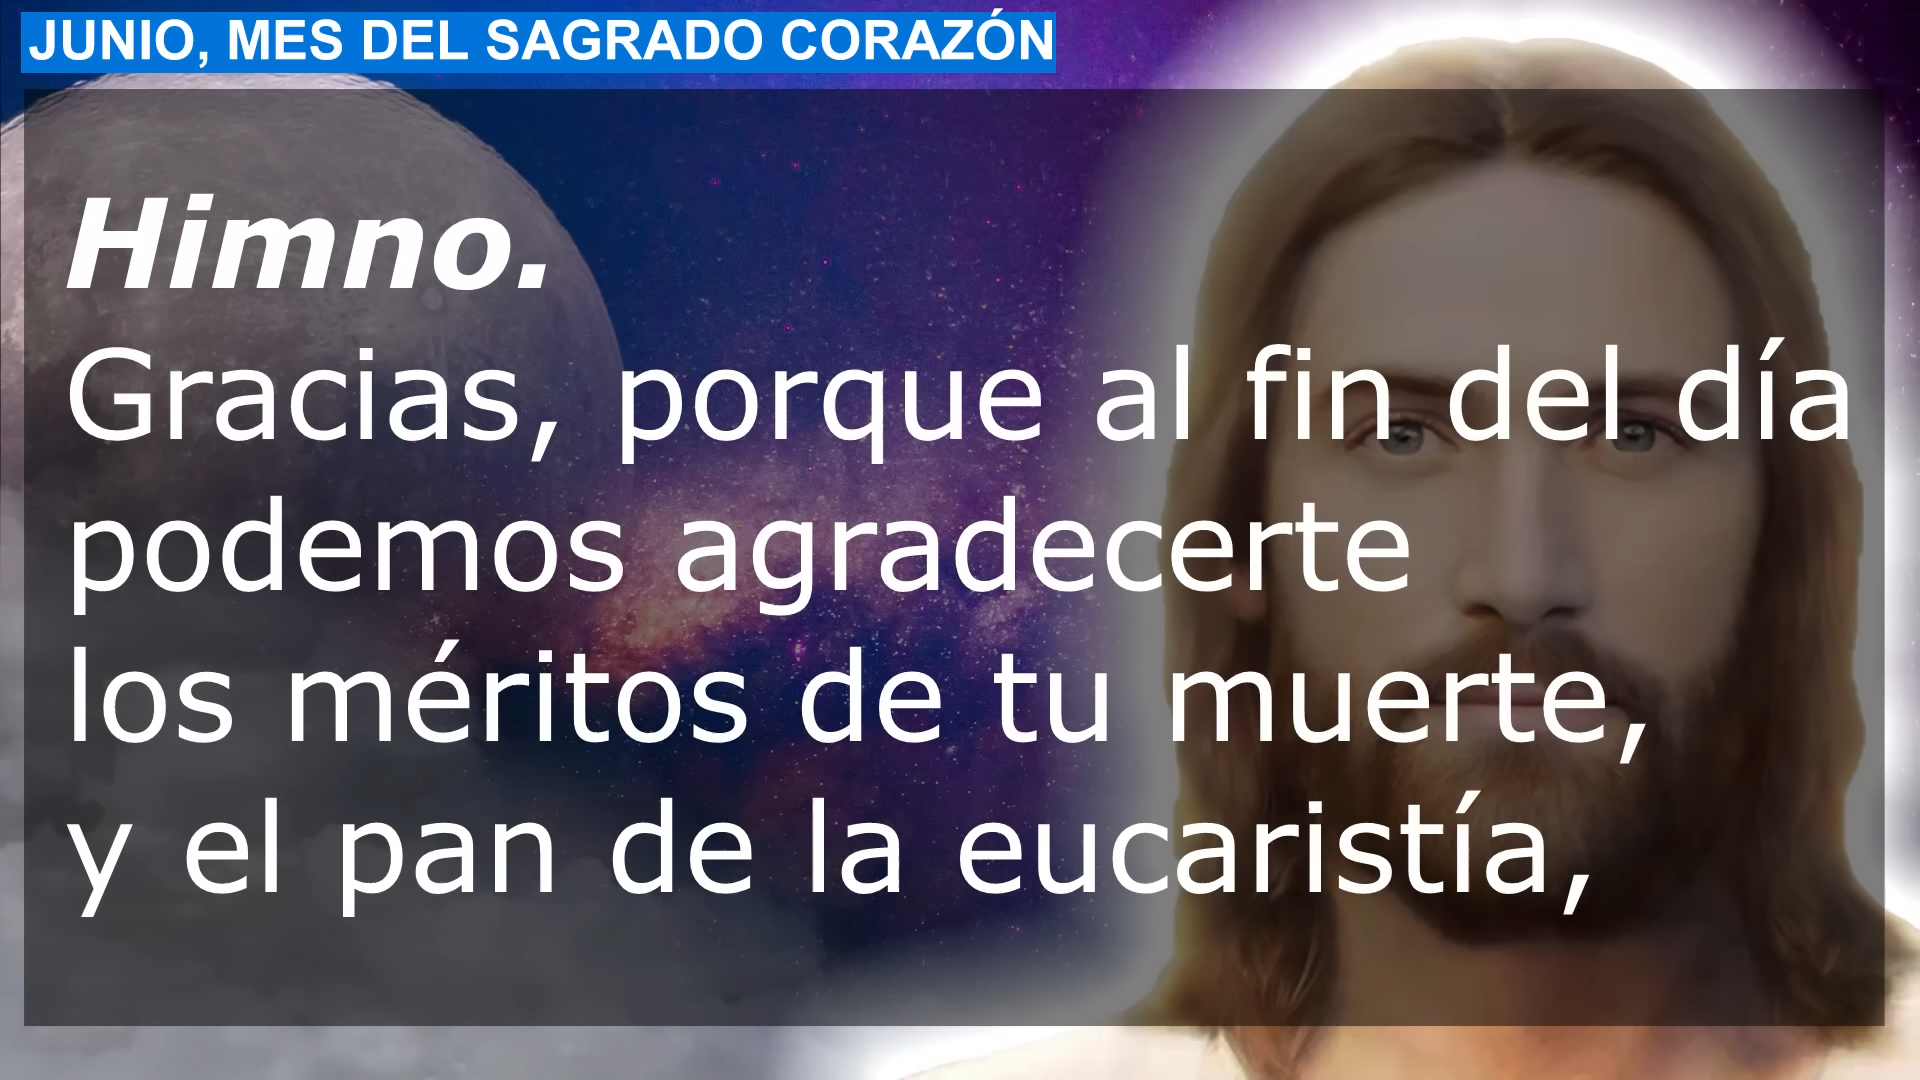 JUNIO, MES DEL SAGRADO CORAZÓN
Himno.
Gracias, porque al fin del día
podemos agradecerte
los méritos de tu muerte,
y el pan de la eucaristía,